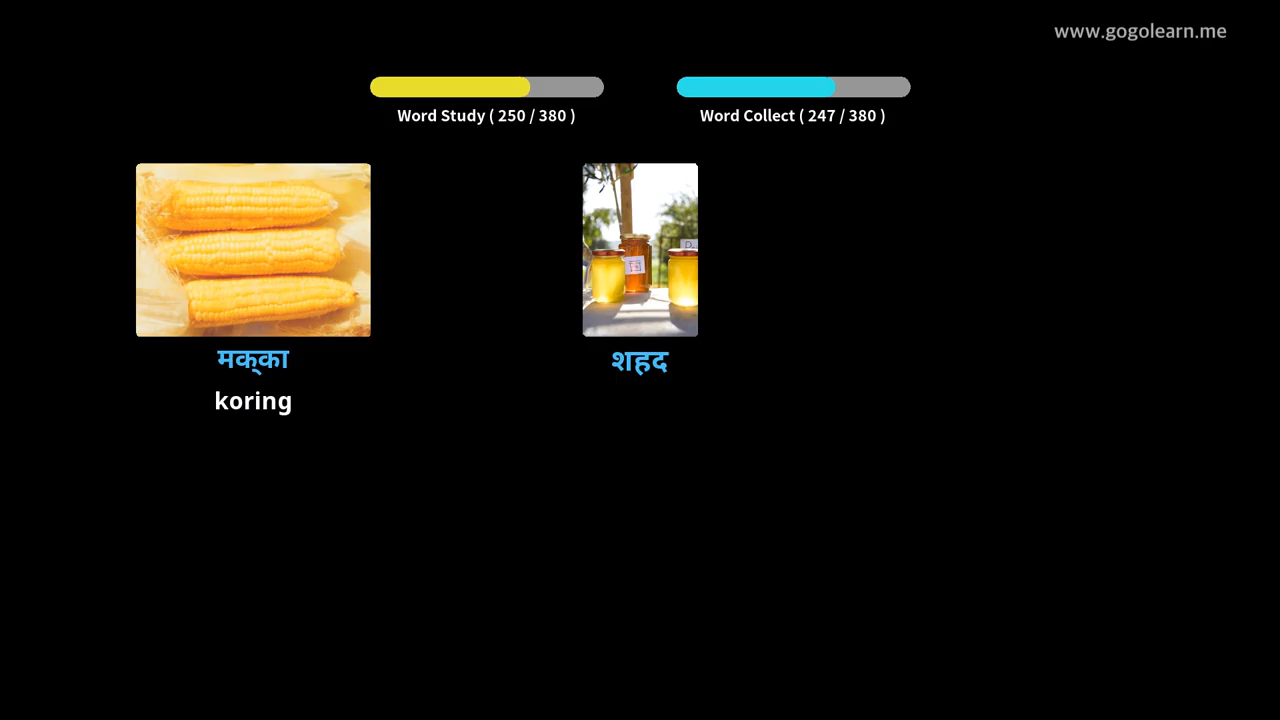 www.gogolearn.me
Word Study ( 250 / 380 )
Word Collect ( 247 / 380 )
मक्का
शहद
koring